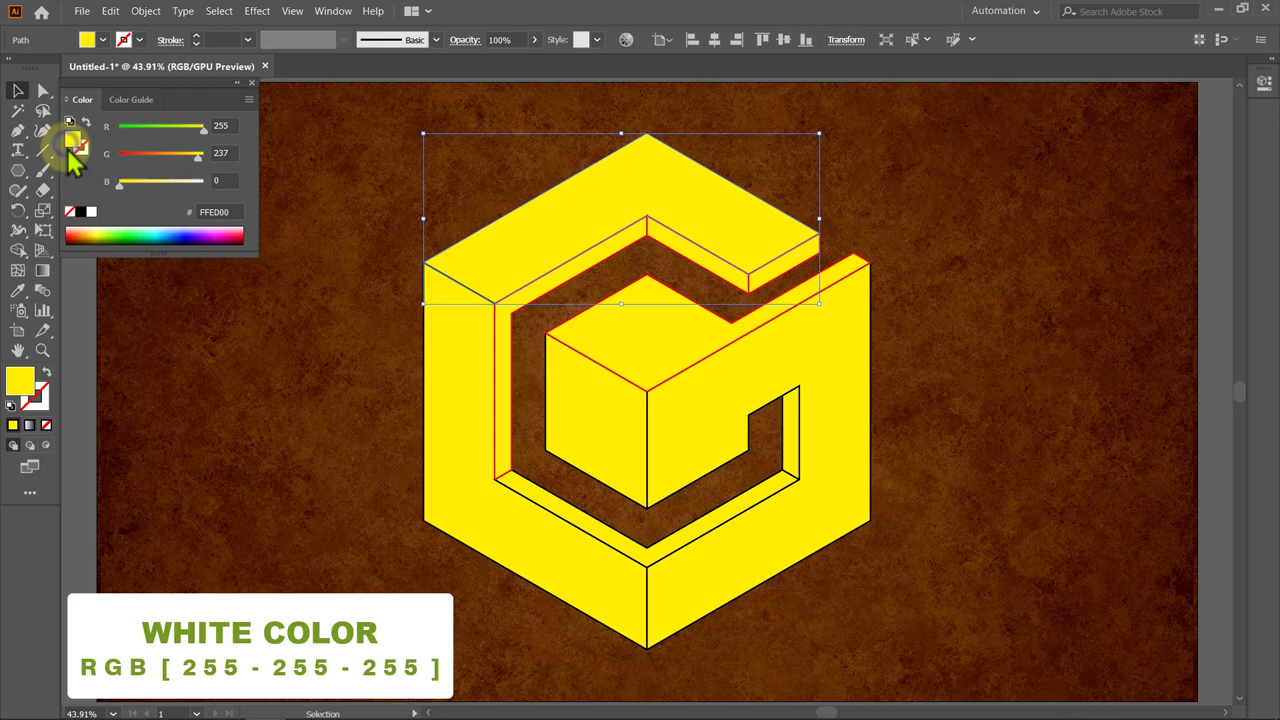 Ai File Edit Object Type Select Effect View Window Help Automation Search Adobe Stock
Path Stroke: Basic Opacity: 100% Style: Transform
Untitled-1* @ 43.91% (RGB/GPU Preview) ×
Color Color Guide
R 255
G 237
B 0
# FFED00
WHITE COLOR
RGB [ 255 - 255 - 255 ]
43.91% 1 Selection